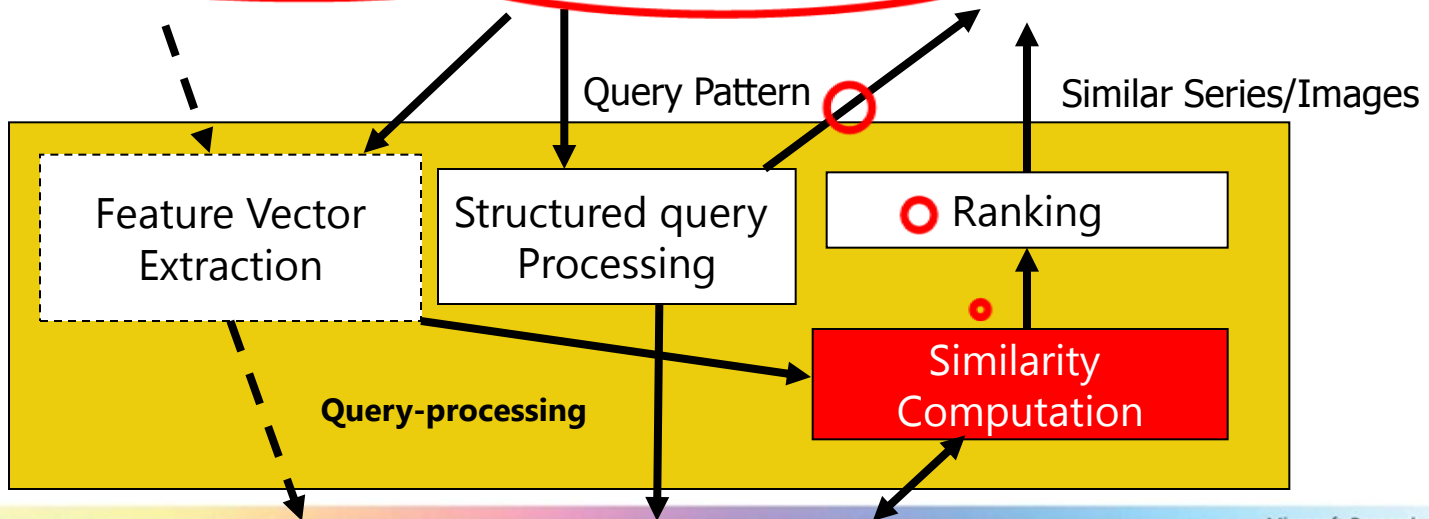 Query Pattern
Similar Series/Images
Feature Vector
Extraction
Structured query
Processing
Ranking
Similarity
Computation
Query-processing